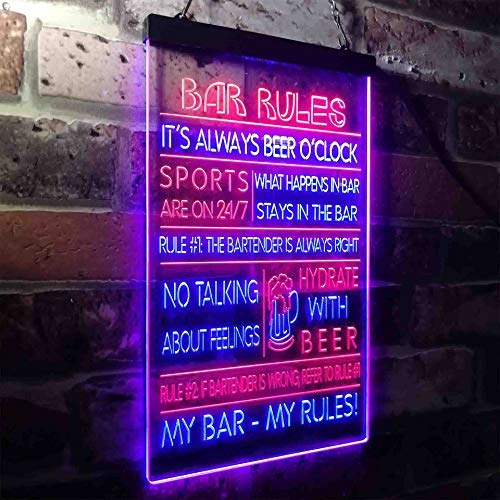 BAR RULES
IT'S ALWAYS BEER O'CLOCK
SPORTS
ARE ON 24/7
WHAT HAPPENS IN BAR
STAYS IN THE BAR
RULE #1: THE BARTENDER IS ALWAYS RIGHT
NO TALKING
ABOUT FEELINGS
HYDRATE
WITH
BEER
RULE #2: IF BARTENDER IS WRONG, REFER TO RULE #1
MY BAR - MY RULES!